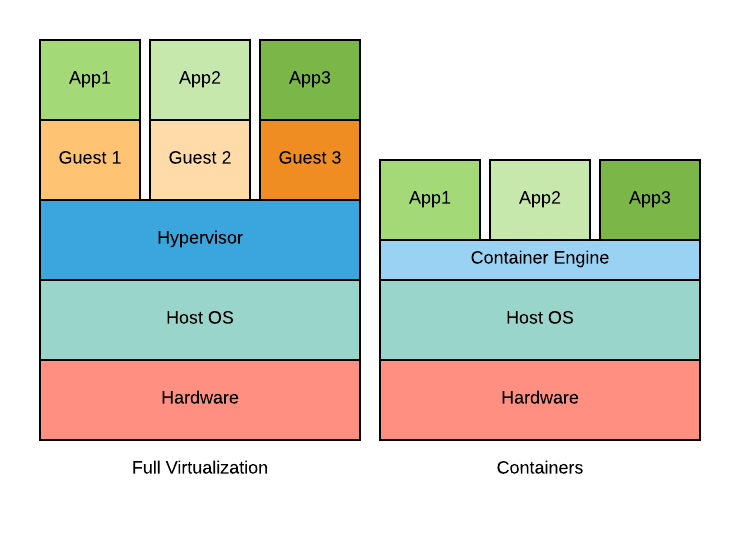 App1
App2
App3
Guest 1
Guest 2
Guest 3
Hypervisor
Host OS
Hardware
Full Virtualization
App1
App2
App3
Container Engine
Host OS
Hardware
Containers